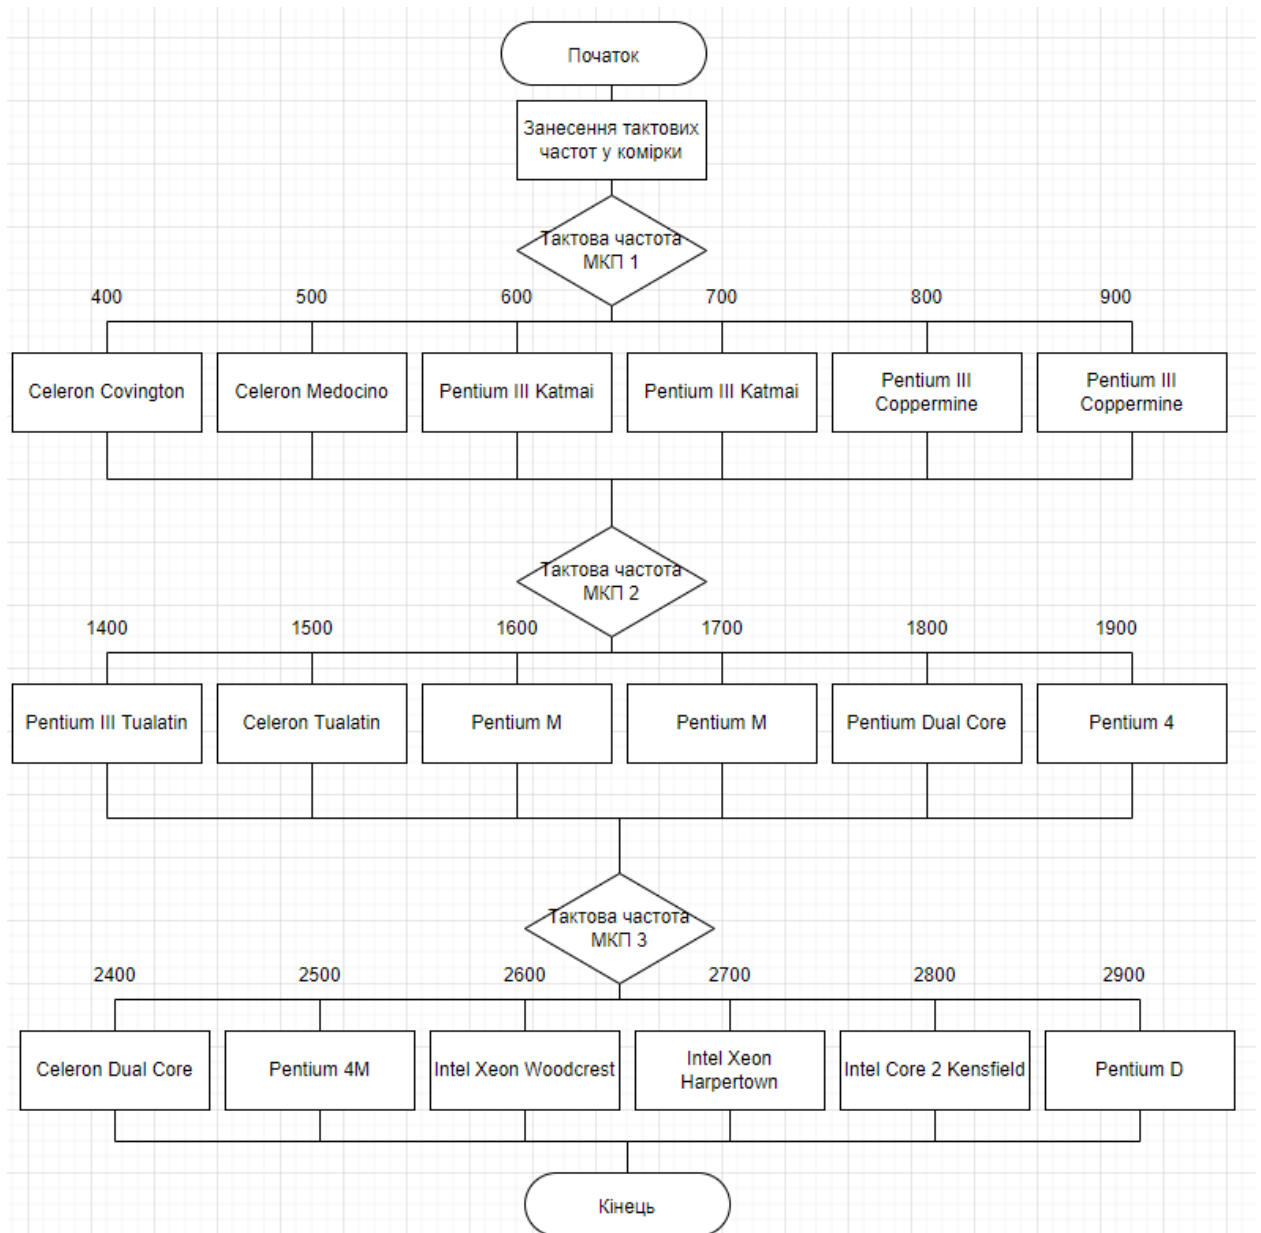 Початок
Занесення тактових
частот у комірки
Тактова частота
МКП 1
400 500 600 700 800 900
Celeron Covington
Celeron Medocino
Pentium III Katmai
Pentium III Katmai
Pentium III
Coppermine
Pentium III
Coppermine
Тактова частота
МКП 2
1400 1500 1600 1700 1800 1900
Pentium III Tualatin
Celeron Tualatin
Pentium M
Pentium M
Pentium Dual Core
Pentium 4
Тактова частота
МКП 3
2400 2500 2600 2700 2800 2900
Celeron Dual Core
Pentium 4M
Intel Xeon Woodcrest
Intel Xeon
Harpertown
Intel Core 2 Kensfield
Pentium D
Кінець